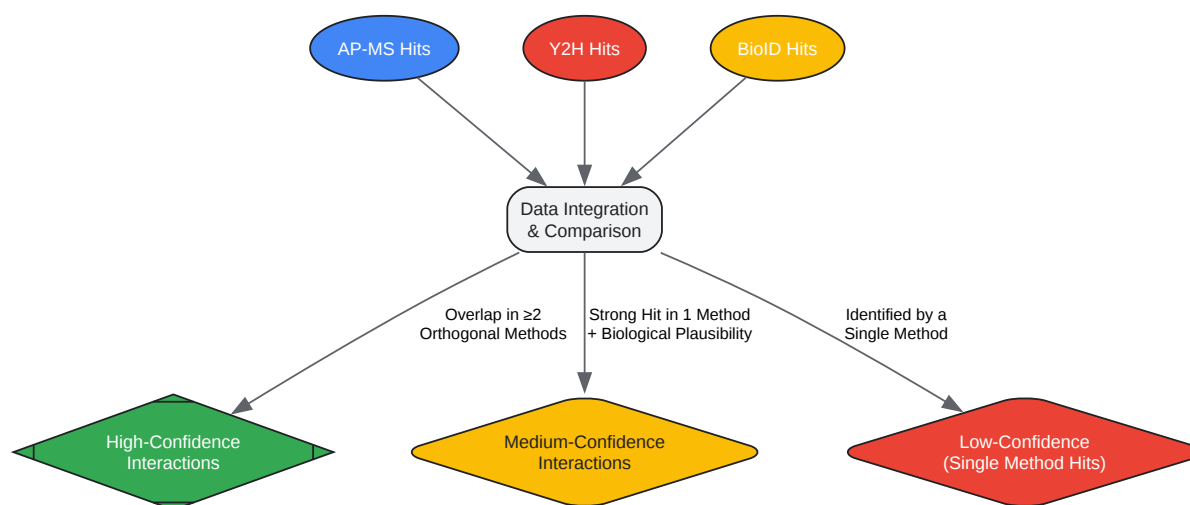 AP-MS Hits
Y2H Hits
BioID Hits
Data Integration
& Comparison
Overlap in ≥2
Orthogonal Methods
Strong Hit in 1 Method
+ Biological Plausibility
Identified by a
Single Method
High-Confidence
Interactions
Medium-Confidence
Interactions
Low-Confidence
(Single Method Hits)